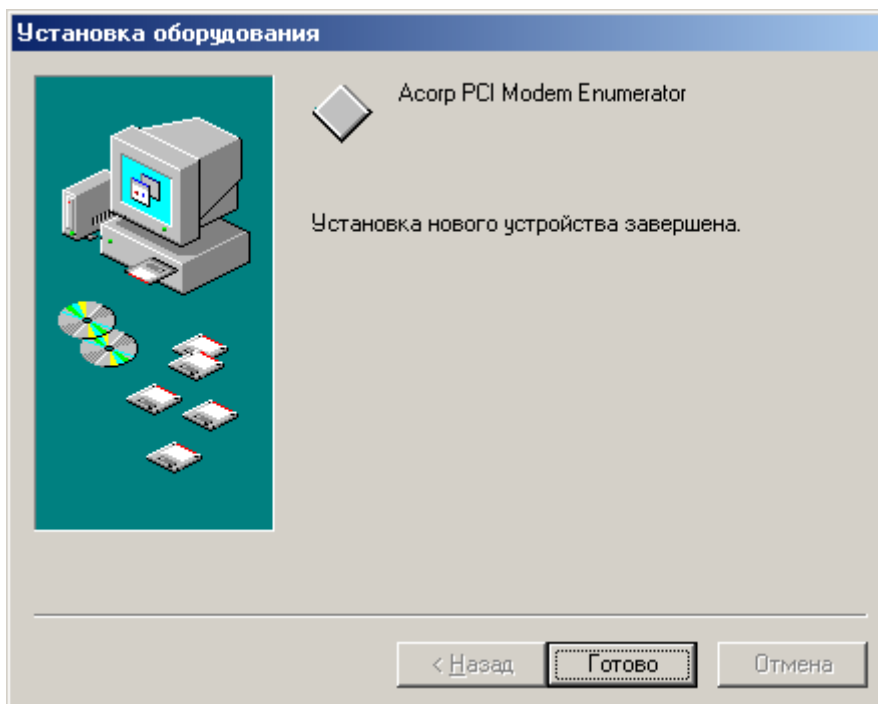 Установка оборудования
Acorp PCI Modem Enumerator
Установка нового устройства завершена.
< Назад
Готово
Отмена